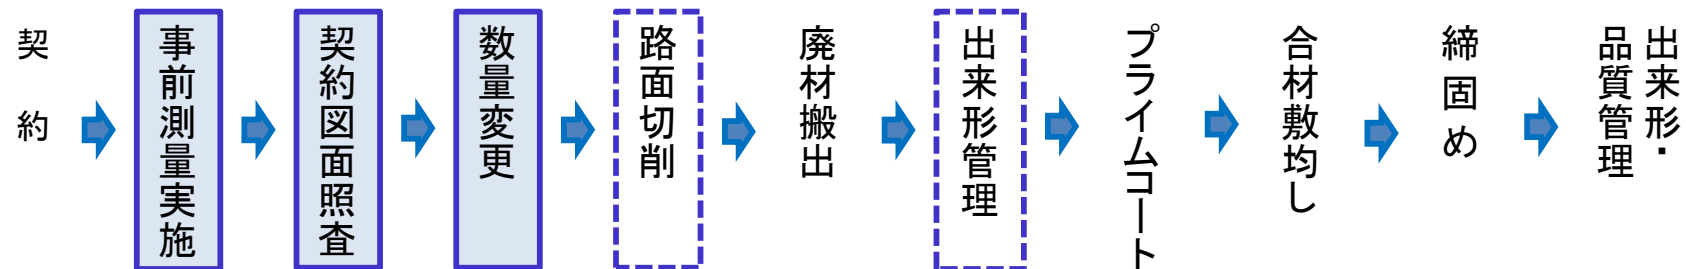 契約
事前測量実施
契約図面照査
数量変更
路面切削
廃材搬出
出来形管理
プライムコート
合材敷均し
締固め
出来形・
品質管理